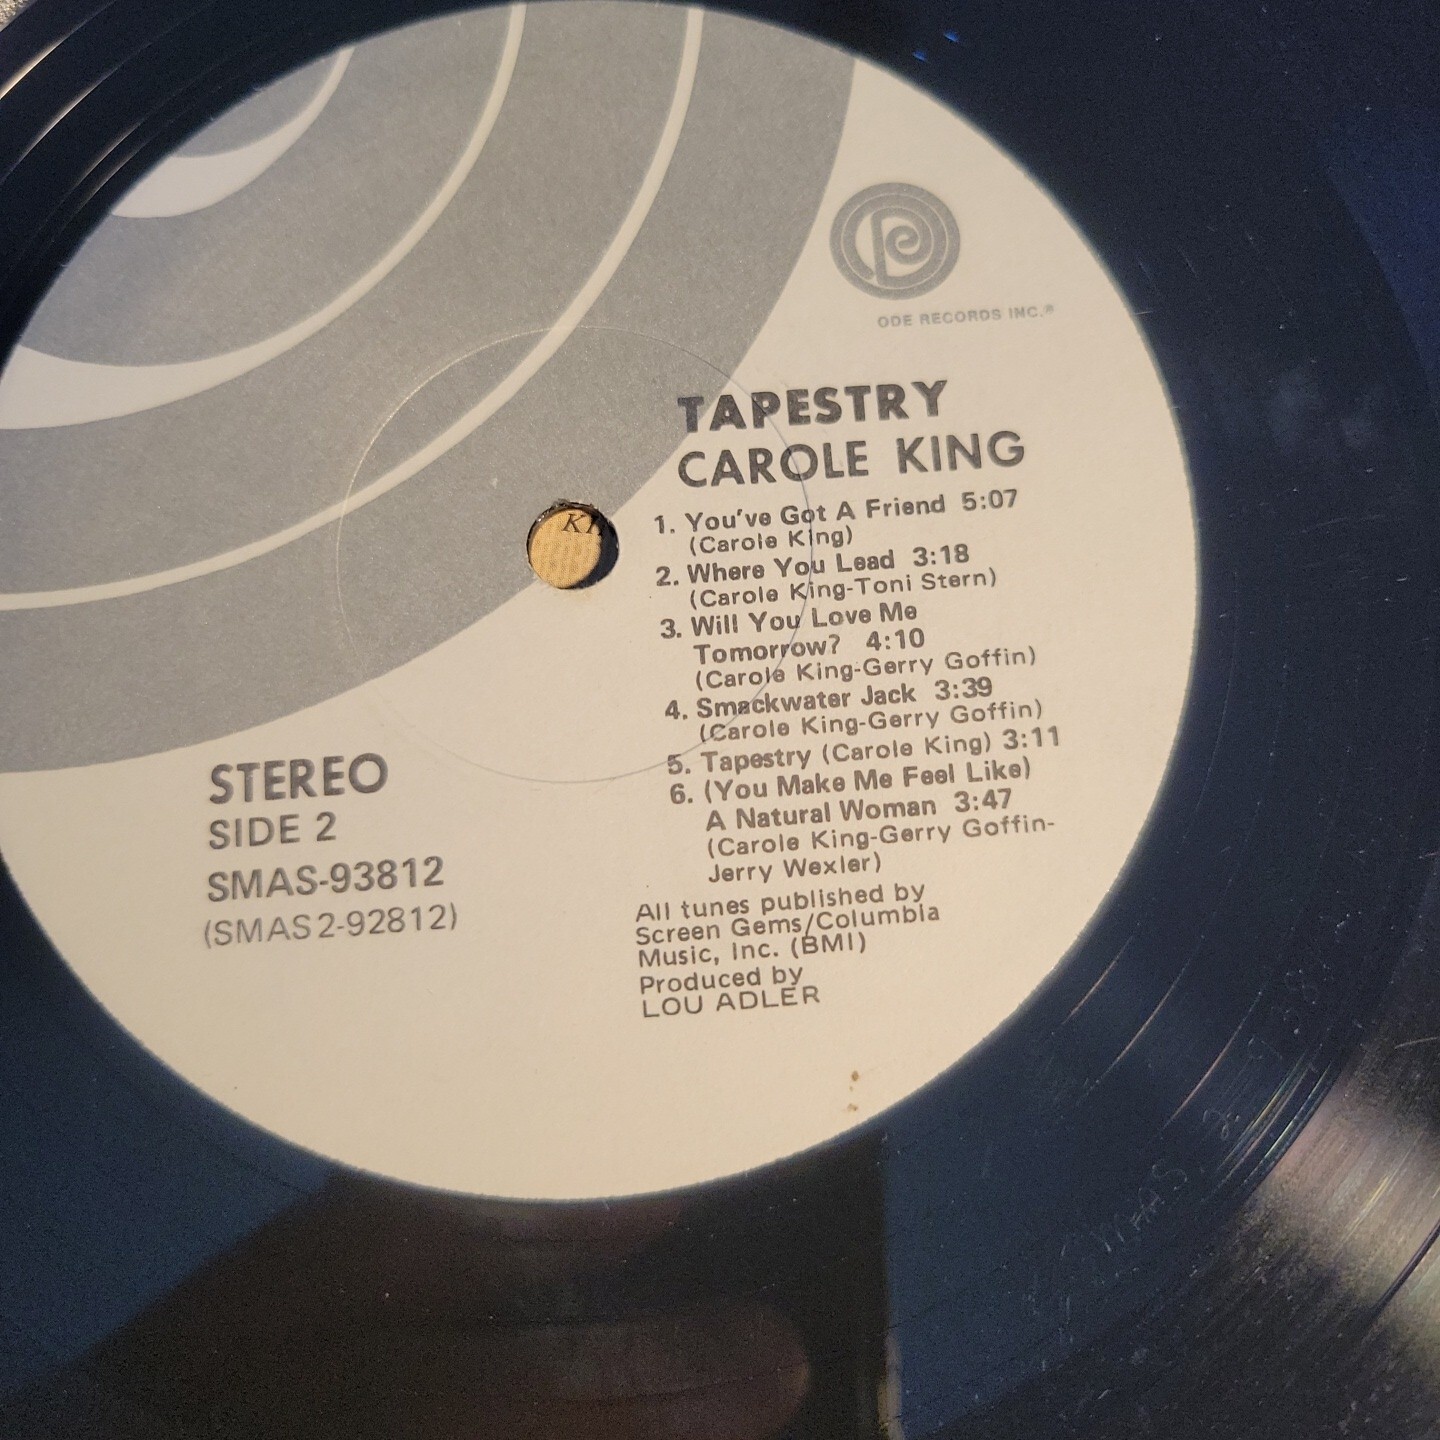 ODE RECORDS INC.®
TAPESTRY
CAROLE KING
1. You've Got A Friend 5:07
(Carole King)
2. Where You Lead 3:18
(Carole King-Toni Stern)
3. Will You Love Me
Tomorrow? 4:10
(Carole King-Gerry Goffin)
4. Smackwater Jack 3:39
(Carole King-Gerry Goffin)
5. Tapestry (Carole King) 3:11
6. (You Make Me Feel Like)
A Natural Woman 3:47
(Carole King-Gerry Goffin-
Jerry Wexler)
All tunes published by
Screen Gems/Columbia
Music, Inc. (BMI)
Produced by
LOU ADLER
STEREO
SIDE 2
SMAS-93812
(SMAS2-92812)